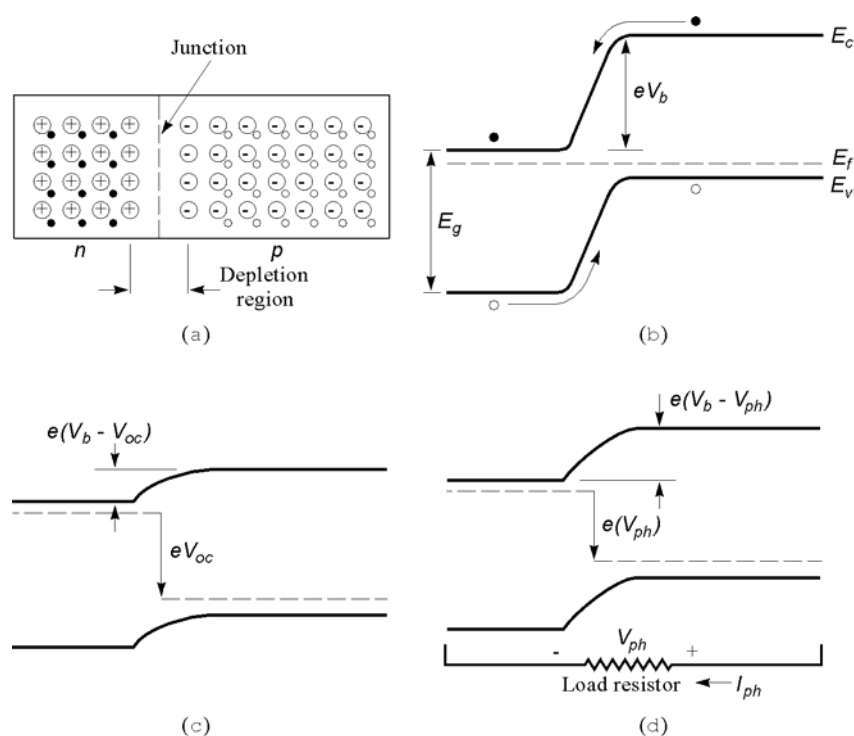 Junction
n
p
Depletion
region
(a)
E_c
eV_b
E_f
E_v
E_g
(b)
e(V_b - V_oc)
eV_oc
(c)
e(V_b - V_ph)
e(V_ph)
- V_ph +
Load resistor I_ph
(d)